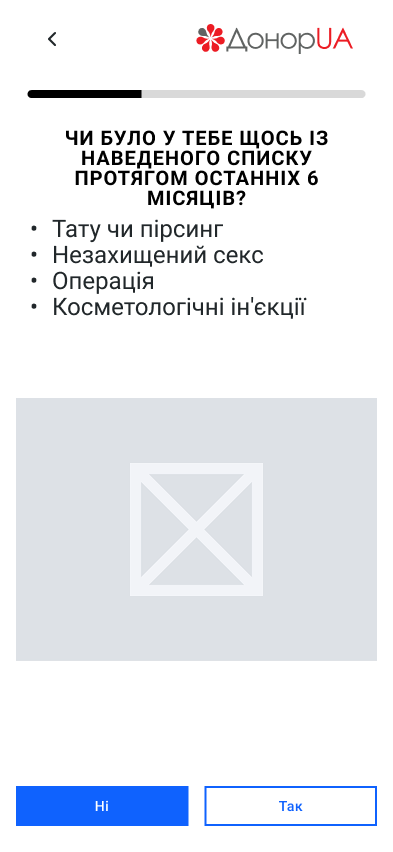 ДонорUA
ЧИ БУЛО У ТЕБЕ ЩОСЬ ІЗ
НАВЕДЕНОГО СПИСКУ
ПРОТЯГОМ ОСТАННІХ 6
МІСЯЦІВ?
• Тату чи пірсинг
• Незахищений секс
• Операція
• Косметологічні ін'єкції
Ні
Так